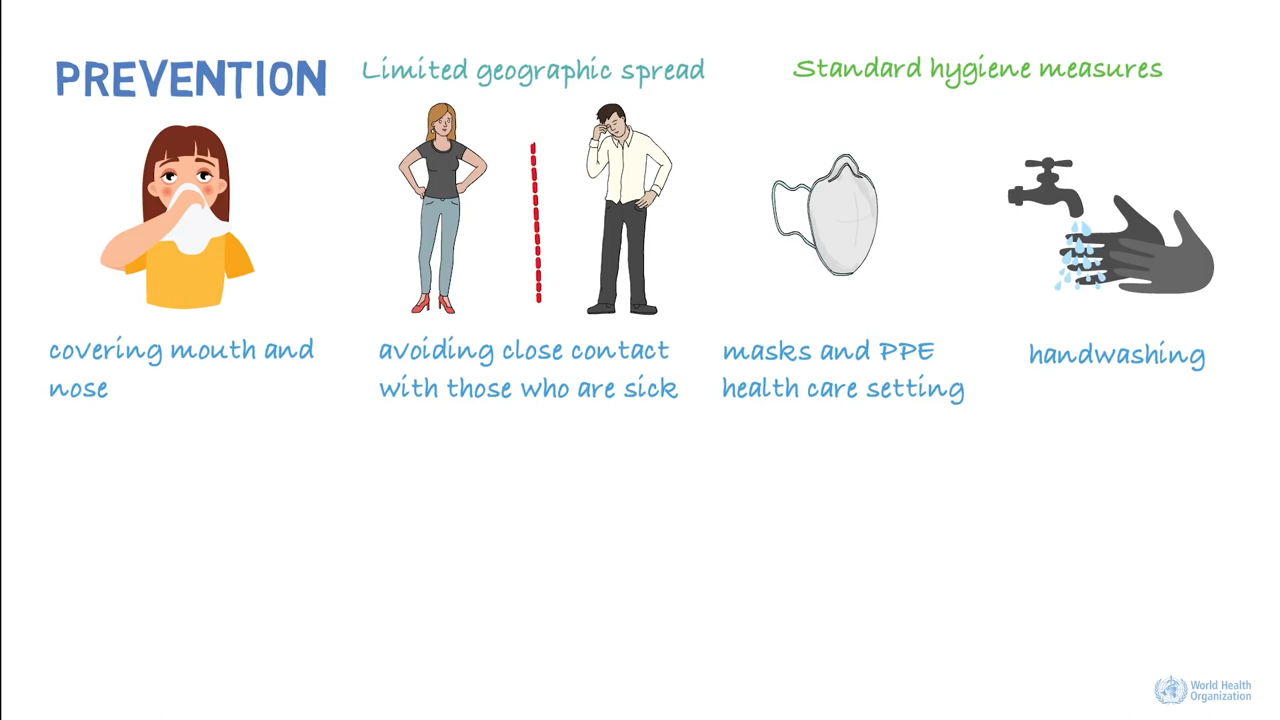 PREVENTION
Limited geographic spread
Standard hygiene measures
covering mouth and
nose
avoiding close contact
with those who are sick
masks and PPE
health care setting
handwashing
World Health
Organization